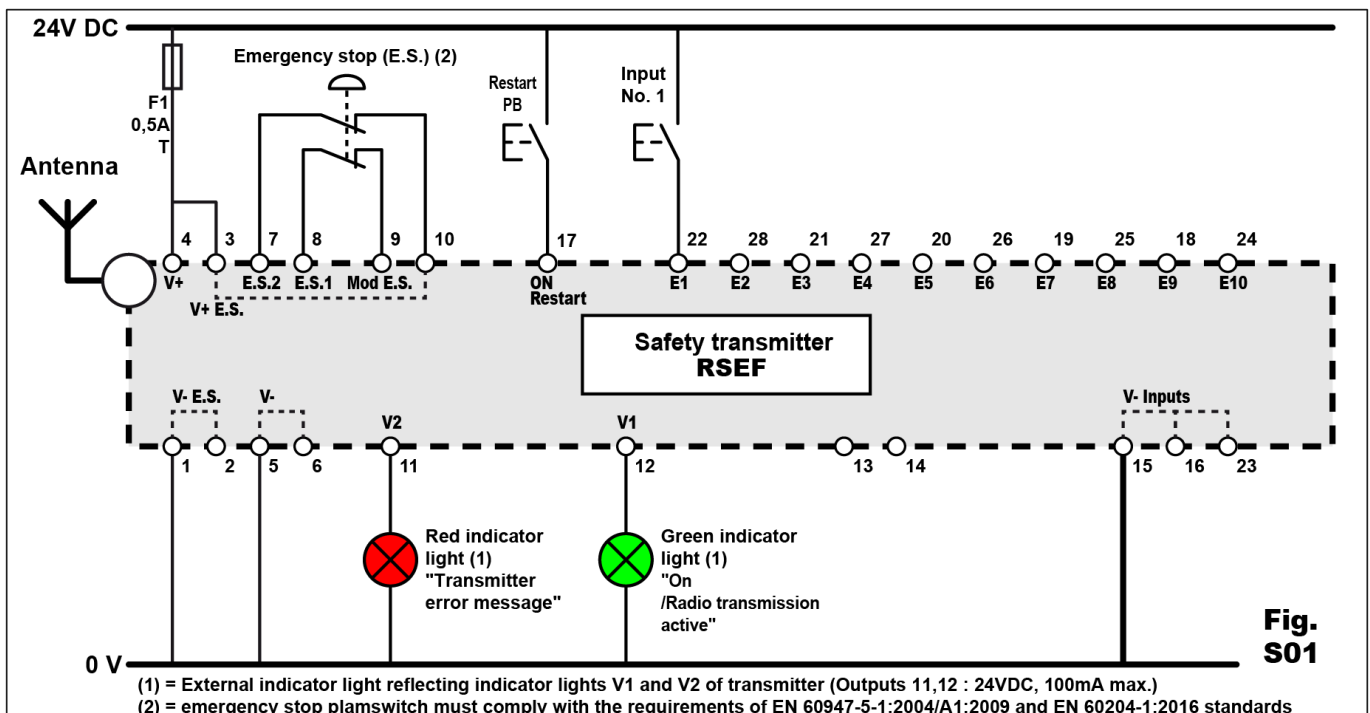 24V DC
Emergency stop (E.S.) (2)
F1
0,5A
T
Restart
PB
Input
No. 1
Antenna
4 3 7 8 9 10 17 22 28 21 27 20 26 19 25 18 24
V+ E.S.2 E.S.1 Mod E.S. ON E1 E2 E3 E4 E5 E6 E7 E8 E9 E10
Restart
V+ E.S.
Safety transmitter
RSEF
V- E.S. V- V2 V1 V- Inputs
1 2 5 6 11 12 13 14 15 16 23
Red indicator
light (1)
"Transmitter
error message"
Green indicator
light (1)
"On
/Radio transmission
active"
Fig.
S01
0 V
(1) = External indicator light reflecting indicator lights V1 and V2 of transmitter (Outputs 11,12 : 24VDC, 100mA max.)
(2) = emergency stop plamswitch must comply with the requirements of EN 60947-5-1:2004/A1:2009 and EN 60204-1:2016 standards